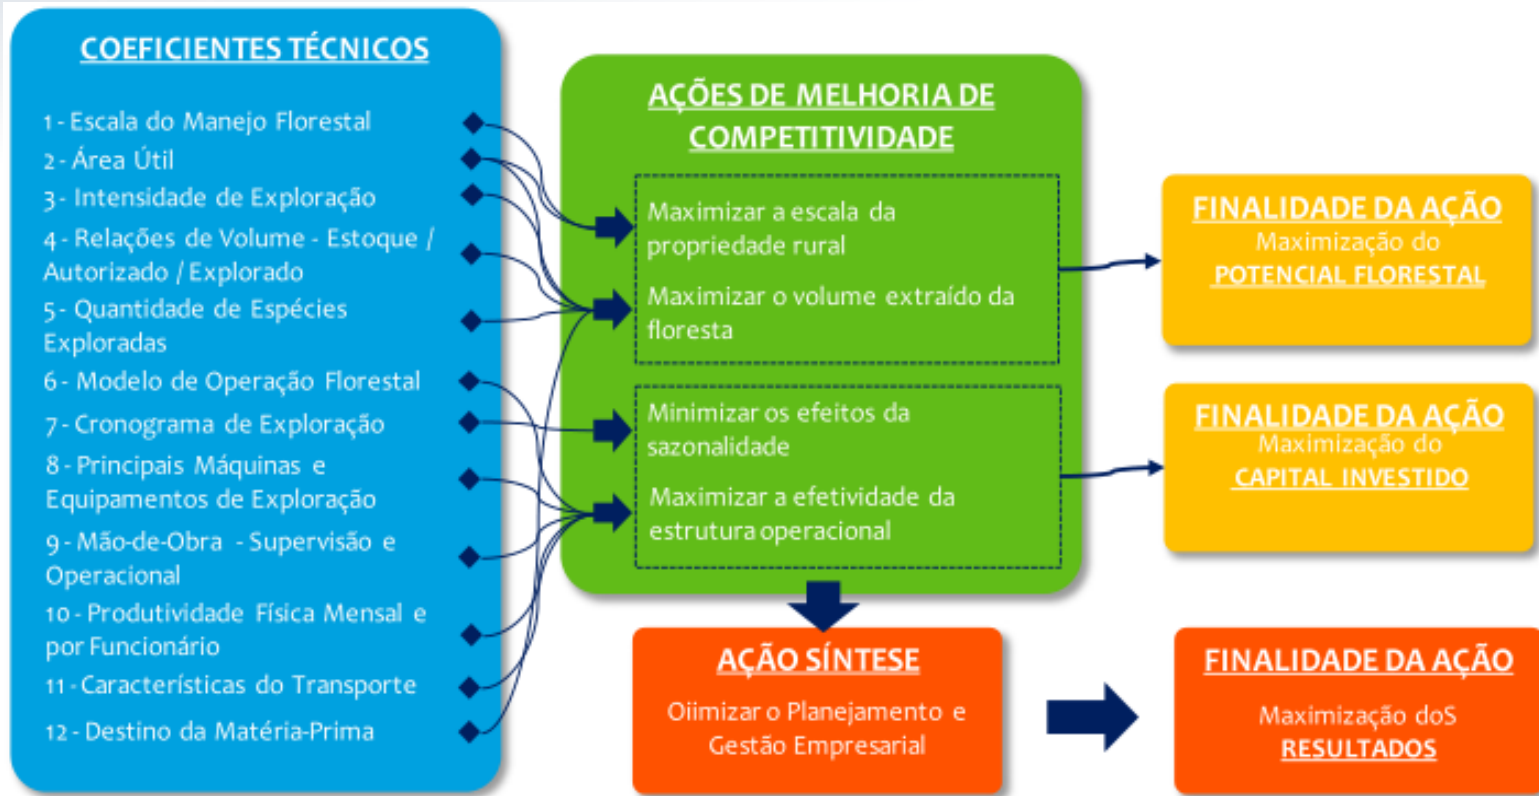 COEFICIENTES TÉCNICOS
1 - Escala do Manejo Florestal
2 - Área Útil
3 - Intensidade de Exploração
4 - Relações de Volume - Estoque /
Autorizado / Explorado
5 - Quantidade de Espécies
Exploradas
6 - Modelo de Operação Florestal
7 - Cronograma de Exploração
8 - Principais Máquinas e
Equipamentos de Exploração
9 - Mão-de-Obra - Supervisão e
Operacional
10 - Produtividade Física Mensal e
por Funcionário
11 - Características do Transporte
12 - Destino da Matéria-Prima
AÇÕES DE MELHORIA DE
COMPETITIVIDADE
Maximizar a escala da
propriedade rural
Maximizar o volume extraído da
floresta
Minimizar os efeitos da
sazonalidade
Maximizar a efetividade da
estrutura operacional
FINALIDADE DA AÇÃO
Maximização do
POTENCIAL FLORESTAL
FINALIDADE DA AÇÃO
Maximização do
CAPITAL INVESTIDO
AÇÃO SÍNTESE
Oiimizar o Planejamento e
Gestão Empresarial
FINALIDADE DA AÇÃO
Maximização doS
RESULTADOS